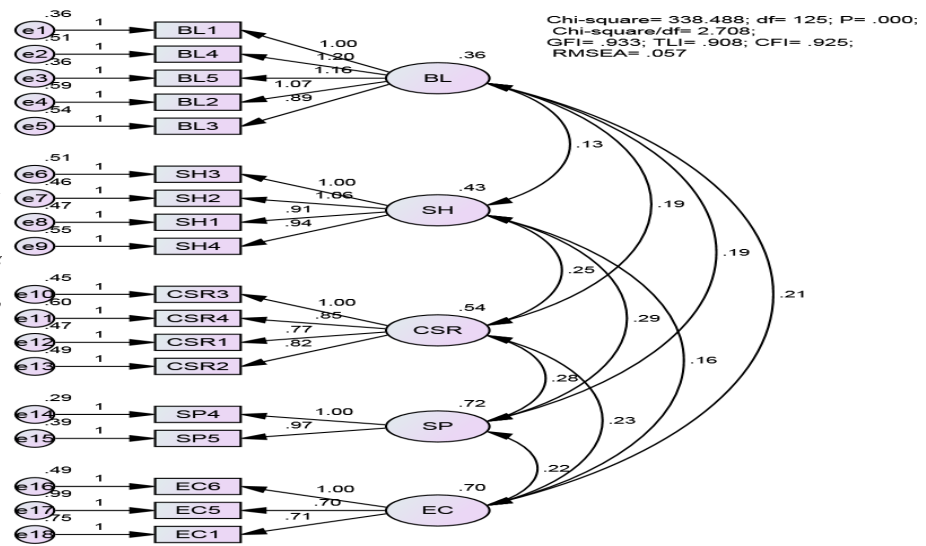 Chi-square= 338.488; df= 125; P= .000;
Chi-square/df= 2.708;
GFI= .933; TLI= .908; CFI= .925;
RMSEA= .057
.36
e1 1 BL1
.51
e2 1 BL4
.36
e3 1 BL5
.59
e4 1 BL2
.54
e5 1 BL3
1.00
1.20
1.16
1.07
.89
.36
BL
.51
e6 1 SH3
.46
e7 1 SH2
.47
e8 1 SH1
.55
e9 1 SH4
1.00
1.06
.91
.94
.43
SH
.45
e10 1 CSR3
.60
e11 1 CSR4
.47
e12 1 CSR1
.49
e13 1 CSR2
1.00
.85
.77
.82
.54
CSR
.29
e14 1 SP4
.39
e15 1 SP5
1.00
.97
.72
SP
.49
e16 1 EC6
.99
e17 1 EC5
.75
e18 1 EC1
1.00
.70
.71
.70
EC
.13
.19
.19
.21
.25
.29
.16
.28
.23
.22